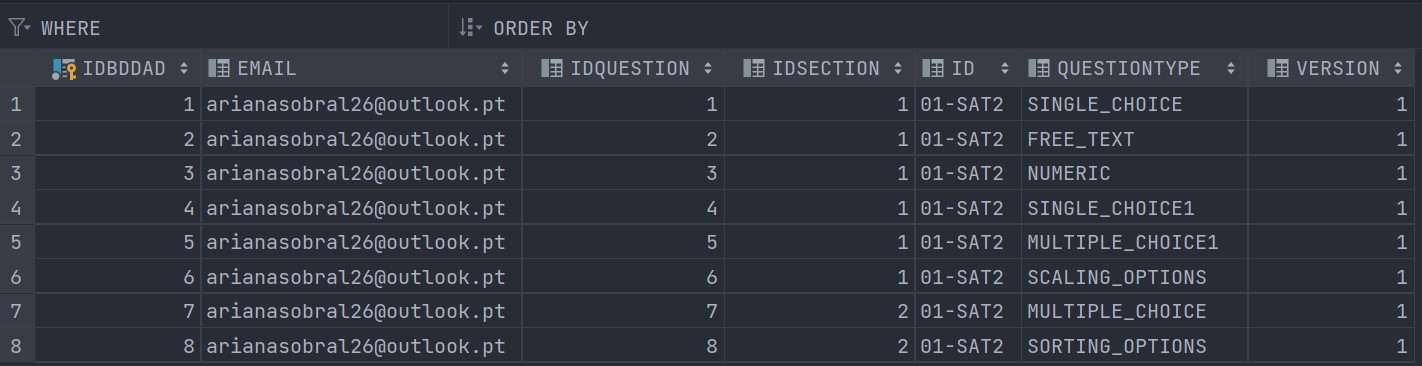 WHERE ORDER BY
IDBDDAD EMAIL IDQUESTION IDSECTION ID QUESTIONTYPE VERSION
1 1 arianasobral26@outlook.pt 1 1 01-SAT2 SINGLE_CHOICE 1
2 2 arianasobral26@outlook.pt 2 1 01-SAT2 FREE_TEXT 1
3 3 arianasobral26@outlook.pt 3 1 01-SAT2 NUMERIC 1
4 4 arianasobral26@outlook.pt 4 1 01-SAT2 SINGLE_CHOICE1 1
5 5 arianasobral26@outlook.pt 5 1 01-SAT2 MULTIPLE_CHOICE1 1
6 6 arianasobral26@outlook.pt 6 1 01-SAT2 SCALING_OPTIONS 1
7 7 arianasobral26@outlook.pt 7 2 01-SAT2 MULTIPLE_CHOICE 1
8 8 arianasobral26@outlook.pt 8 2 01-SAT2 SORTING_OPTIONS 1